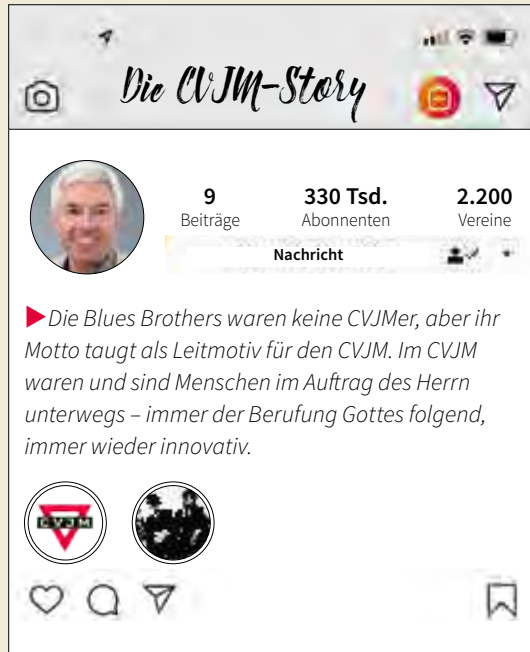 Die CVJM-Story
9 330 Tsd. 2.200
Beiträge Abonnenten Vereine
Nachricht
Die Blues Brothers waren keine CVJMer, aber ihr
Motto taugt als Leitmotiv für den CVJM. Im CVJM
waren und sind Menschen im Auftrag des Herrn
unterwegs – immer der Berufung Gottes folgend,
immer wieder innovativ.
CVJM